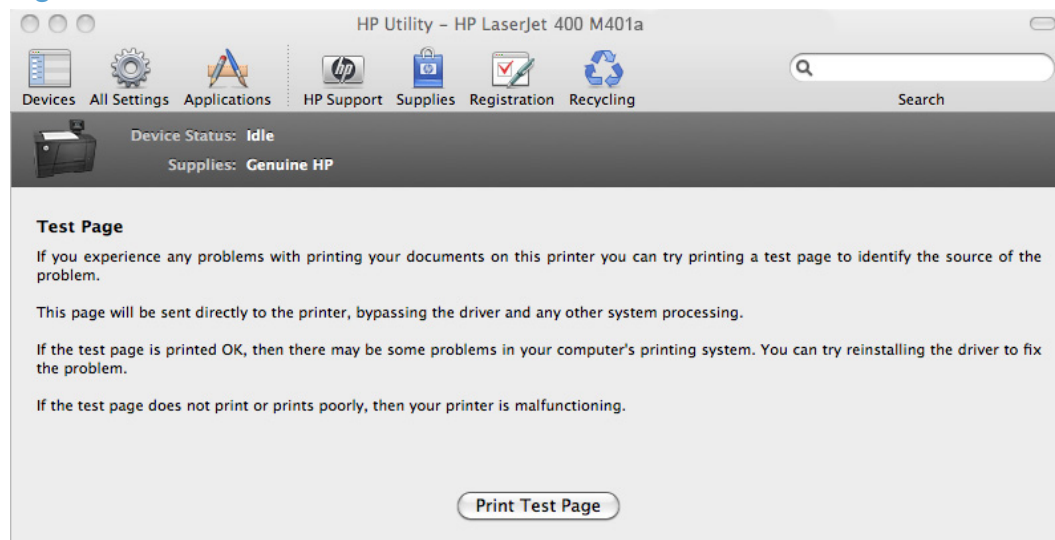 HP Utility – HP LaserJet 400 M401a
Devices All Settings Applications HP Support Supplies Registration Recycling Search
Device Status: Idle
Supplies: Genuine HP
Test Page
If you experience any problems with printing your documents on this printer you can try printing a test page to identify the source of the
problem.
This page will be sent directly to the printer, bypassing the driver and any other system processing.
If the test page is printed OK, then there may be some problems in your computer's printing system. You can try reinstalling the driver to fix
the problem.
If the test page does not print or prints poorly, then your printer is malfunctioning.
Print Test Page